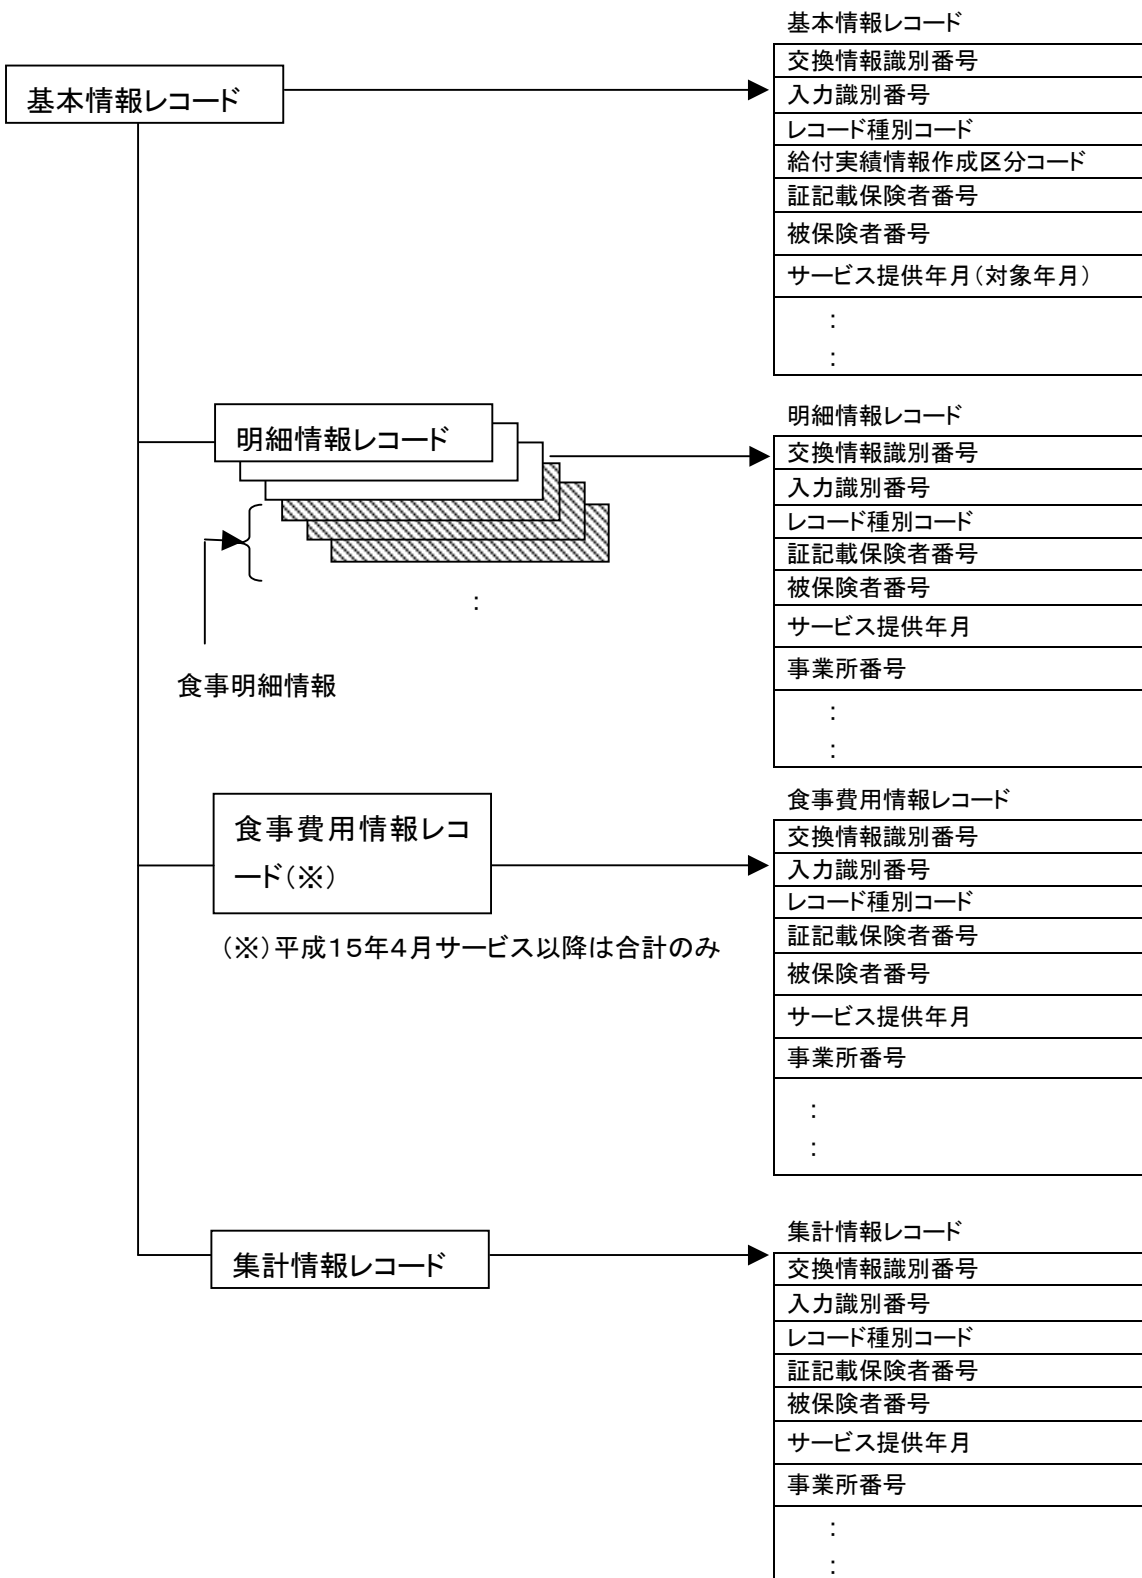 基本情報レコード
基本情報レコード
交換情報識別番号
入力識別番号
レコード種別コード
給付実績情報作成区分コード
証記載保険者番号
被保険者番号
サービス提供年月（対象年月）
：
：
明細情報レコード
：
食事明細情報
明細情報レコード
交換情報識別番号
入力識別番号
レコード種別コード
証記載保険者番号
被保険者番号
サービス提供年月
事業所番号
：
：
食事費用情報レコ
ード（※）
（※）平成１５年４月サービス以降は合計のみ
食事費用情報レコード
交換情報識別番号
入力識別番号
レコード種別コード
証記載保険者番号
被保険者番号
サービス提供年月
事業所番号
：
：
集計情報レコード
集計情報レコード
交換情報識別番号
入力識別番号
レコード種別コード
証記載保険者番号
被保険者番号
サービス提供年月
事業所番号
：
：